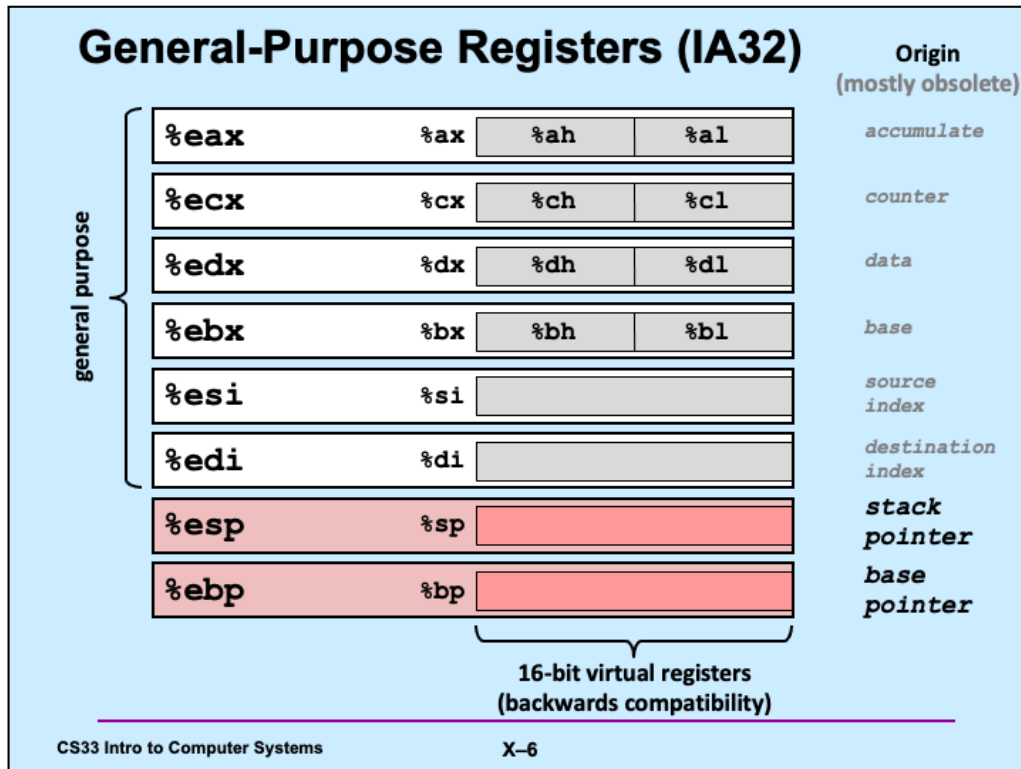 General-Purpose Registers (IA32)
Origin
(mostly obsolete)
%eax %ax %ah %al accumulate
%ecx %cx %ch %cl counter
%edx %dx %dh %dl data
%ebx %bx %bh %bl base
%esi %si source
index
%edi %di destination
index
%esp %sp stack
pointer
%ebp %bp base
pointer
general purpose
16-bit virtual registers
(backwards compatibility)
CS33 Intro to Computer Systems X–6